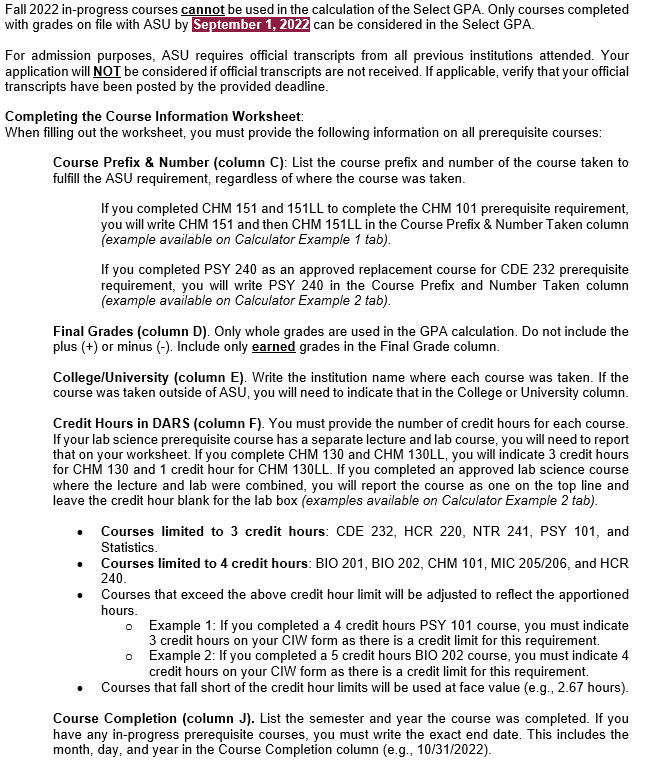 Fall 2022 in-progress courses cannot be used in the calculation of the Select GPA. Only courses completed
with grades on file with ASU by September 1, 2022 can be considered in the Select GPA.
For admission purposes, ASU requires official transcripts from all previous institutions attended. Your
application will NOT be considered if official transcripts are not received. If applicable, verify that your official
transcripts have been posted by the provided deadline.
Completing the Course Information Worksheet:
When filling out the worksheet, you must provide the following information on all prerequisite courses:
Course Prefix & Number (column C): List the course prefix and number of the course taken to
fulfill the ASU requirement, regardless of where the course was taken.
If you completed CHM 151 and 151LL to complete the CHM 101 prerequisite requirement,
you will write CHM 151 and then CHM 151LL in the Course Prefix & Number Taken column
(example available on Calculator Example 1 tab).
If you completed PSY 240 as an approved replacement course for CDE 232 prerequisite
requirement, you will write PSY 240 in the Course Prefix and Number Taken column
(example available on Calculator Example 2 tab).
Final Grades (column D). Only whole grades are used in the GPA calculation. Do not include the
plus (+) or minus (-). Include only earned grades in the Final Grade column.
College/University (column E). Write the institution name where each course was taken. If the
course was taken outside of ASU, you will need to indicate that in the College or University column.
Credit Hours in DARS (column F). You must provide the number of credit hours for each course.
If your lab science prerequisite course has a separate lecture and lab course, you will need to report
that on your worksheet. If you complete CHM 130 and CHM 130LL, you will indicate 3 credit hours
for CHM 130 and 1 credit hour for CHM 130LL. If you completed an approved lab science course
where the lecture and lab were combined, you will report the course as one on the top line and
leave the credit hour blank for the lab box (examples available on Calculator Example 2 tab).
• Courses limited to 3 credit hours: CDE 232, HCR 220, NTR 241, PSY 101, and
Statistics.
• Courses limited to 4 credit hours: BIO 201, BIO 202, CHM 101, MIC 205/206, and HCR
240.
• Courses that exceed the above credit hour limit will be adjusted to reflect the apportioned
hours.
o Example 1: If you completed a 4 credit hours PSY 101 course, you must indicate
3 credit hours on your CIW form as there is a credit limit for this requirement.
o Example 2: If you completed a 5 credit hours BIO 202 course, you must indicate 4
credit hours on your CIW form as there is a credit limit for this requirement.
• Courses that fall short of the credit hour limits will be used at face value (e.g., 2.67 hours).
Course Completion (column J). List the semester and year the course was completed. If you
have any in-progress prerequisite courses, you must write the exact end date. This includes the
month, day, and year in the Course Completion column (e.g., 10/31/2022).